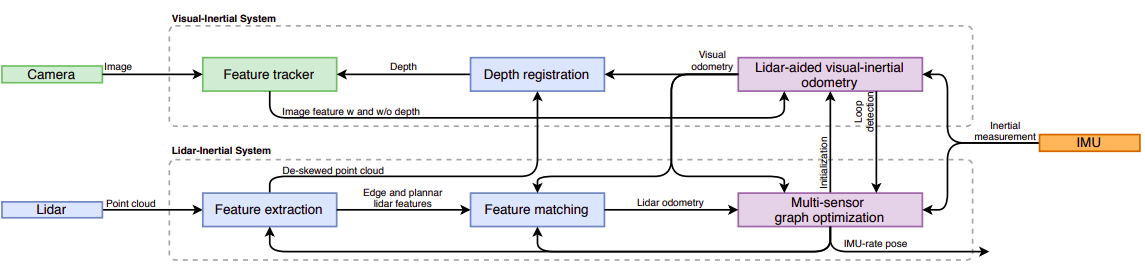 Visual-Inertial System
Camera
Image
Feature tracker
Depth
Depth registration
Visual
odometry
Lidar-aided visual-inertial
odometry
Image feature w and w/o depth
Loop
detection
Initialization
Inertial
measurement
IMU
Lidar-Inertial System
De-skewed point cloud
Lidar
Point cloud
Feature extraction
Edge and plannar
lidar features
Feature matching
Lidar odometry
Multi-sensor
graph optimization
IMU-rate pose